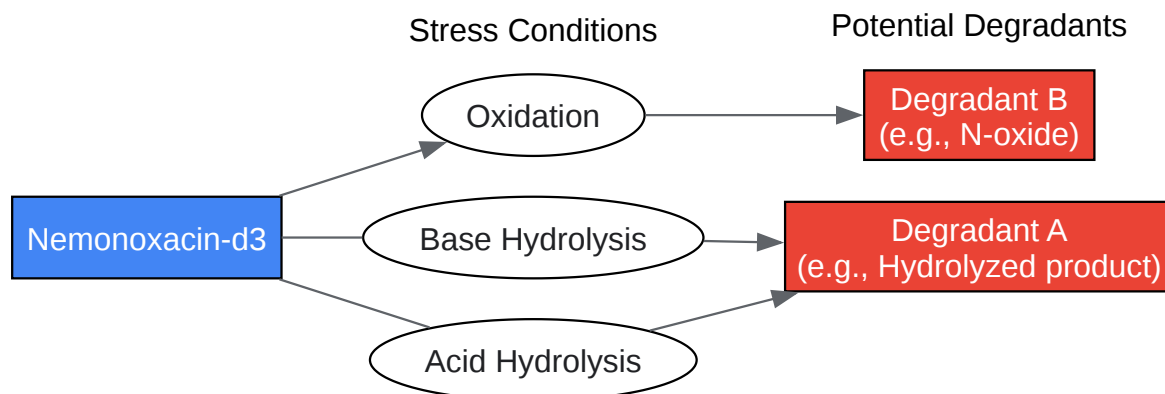 Stress Conditions
Potential Degradants
Oxidation
Degradant B
(e.g., N-oxide)
Nemonoxacin-d3
Base Hydrolysis
Degradant A
(e.g., Hydrolyzed product)
Acid Hydrolysis